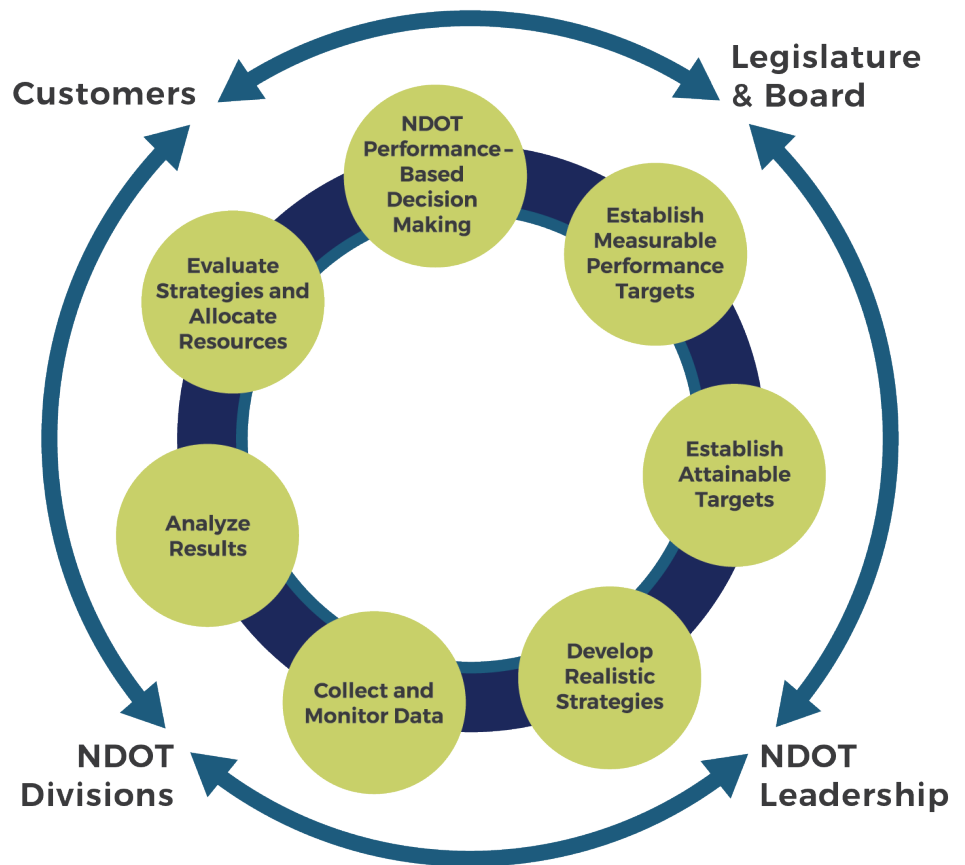 Customers
Legislature
& Board
NDOT
Performance–
Based
Decision
Making
Establish
Measurable
Performance
Targets
Establish
Attainable
Targets
Develop
Realistic
Strategies
Collect and
Monitor Data
Analyze
Results
Evaluate
Strategies and
Allocate
Resources
NDOT
Divisions
NDOT
Leadership